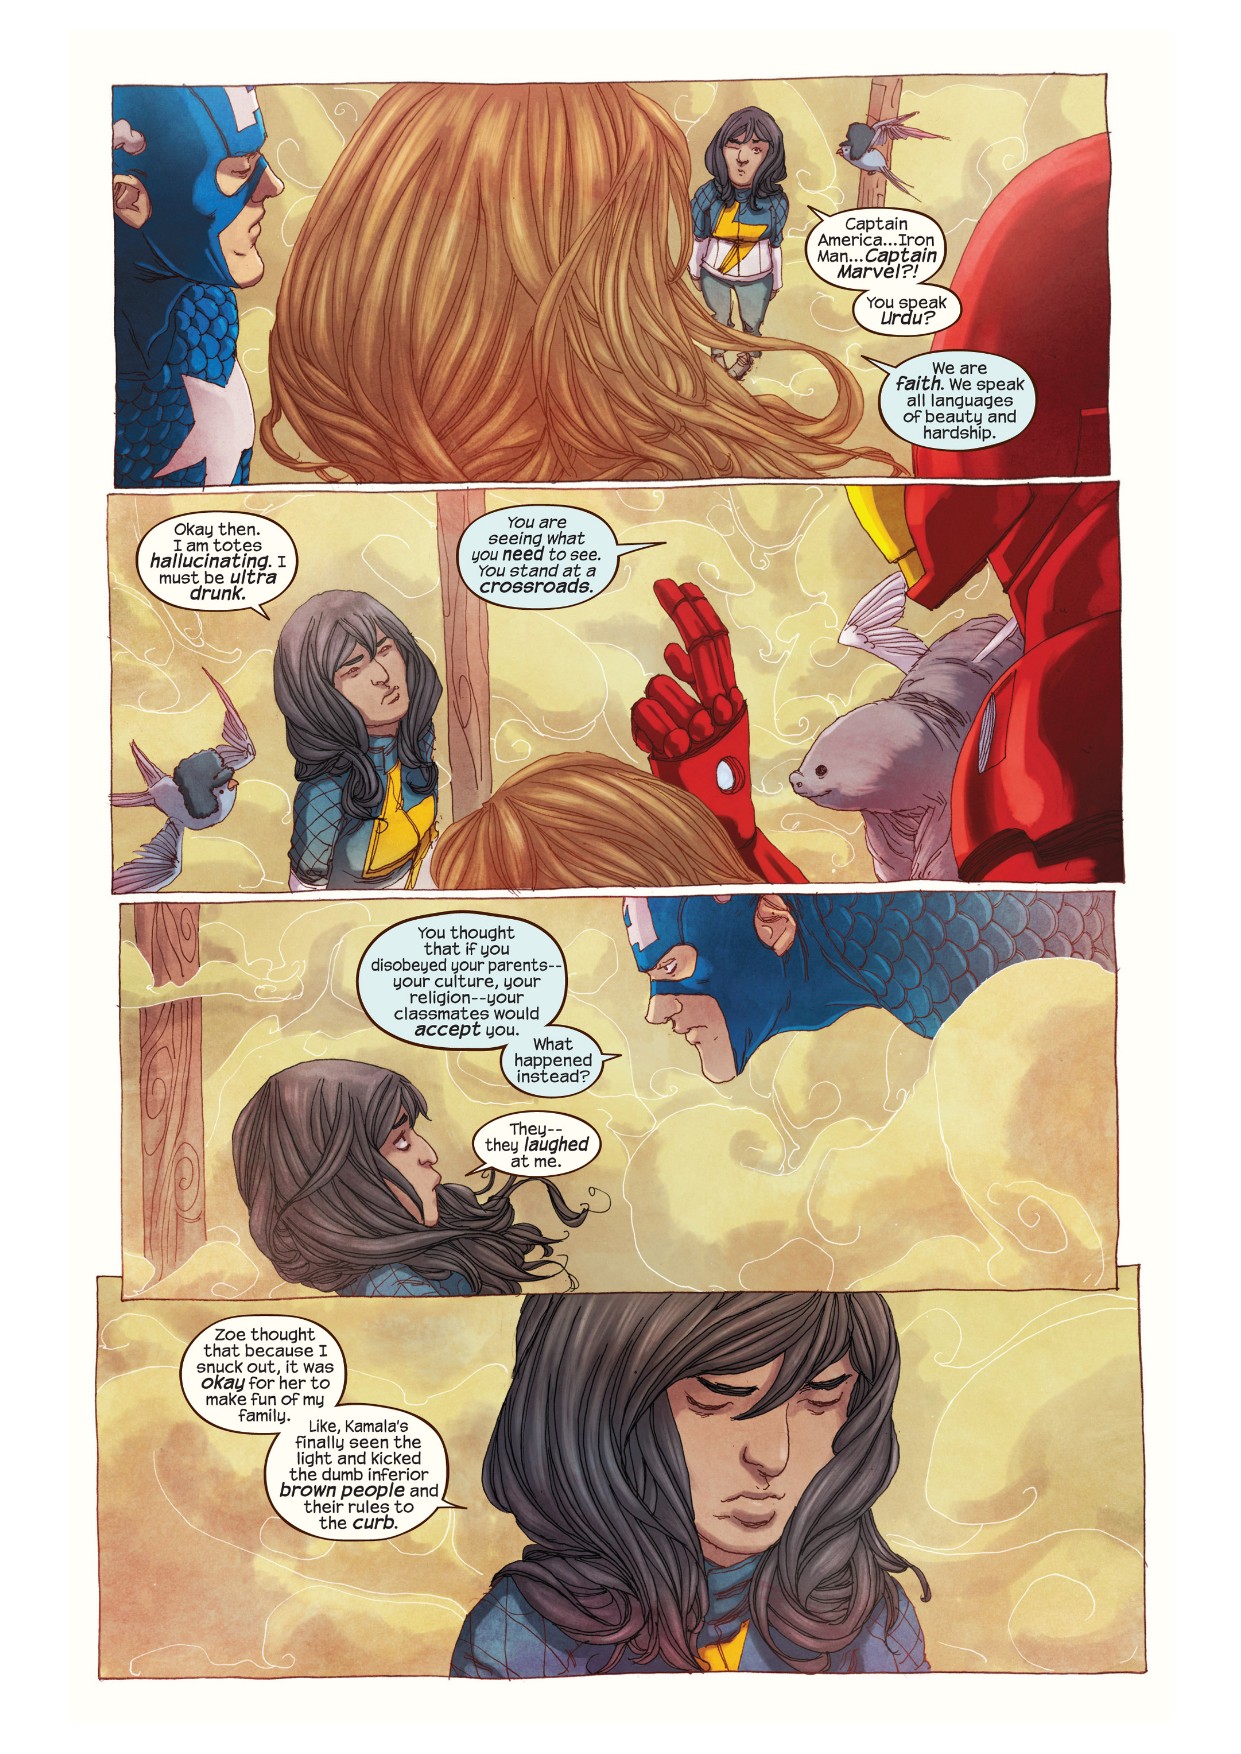 Captain
America...Iron
Man...Captain
Marvel?!
You speak
Urdu?
We are
faith. We speak
all languages
of beauty and
hardship.
Okay then.
I am totes
hallucinating. I
must be ultra
drunk.
You are
seeing what
you need to see.
You stand at a
crossroads.
You thought
that if you
disobeyed your parents--
your culture, your
religion--your
classmates would
accept you.
What
happened
instead?
They--
they laughed
at me.
Zoe thought
that because I
snuck out, it was
okay for her to
make fun of my
family.
Like, Kamala's
finally seen the
light and kicked
the dumb inferior
brown people and
their rules to
the curb.